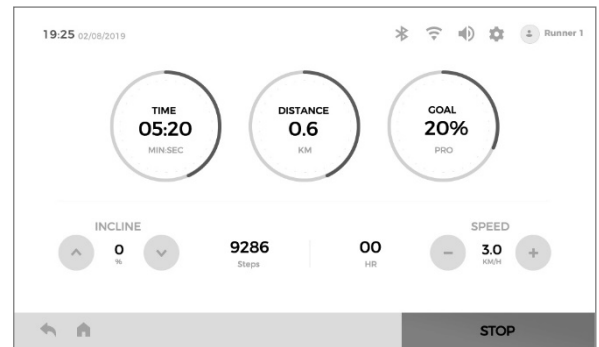 19:25 02/08/2019
Runner 1
TIME
05:20
MIN:SEC
DISTANCE
0.6
KM
GOAL
20%
PRO
INCLINE
0
%
9286
Steps
00
HR
SPEED
3.0
KM/H
STOP